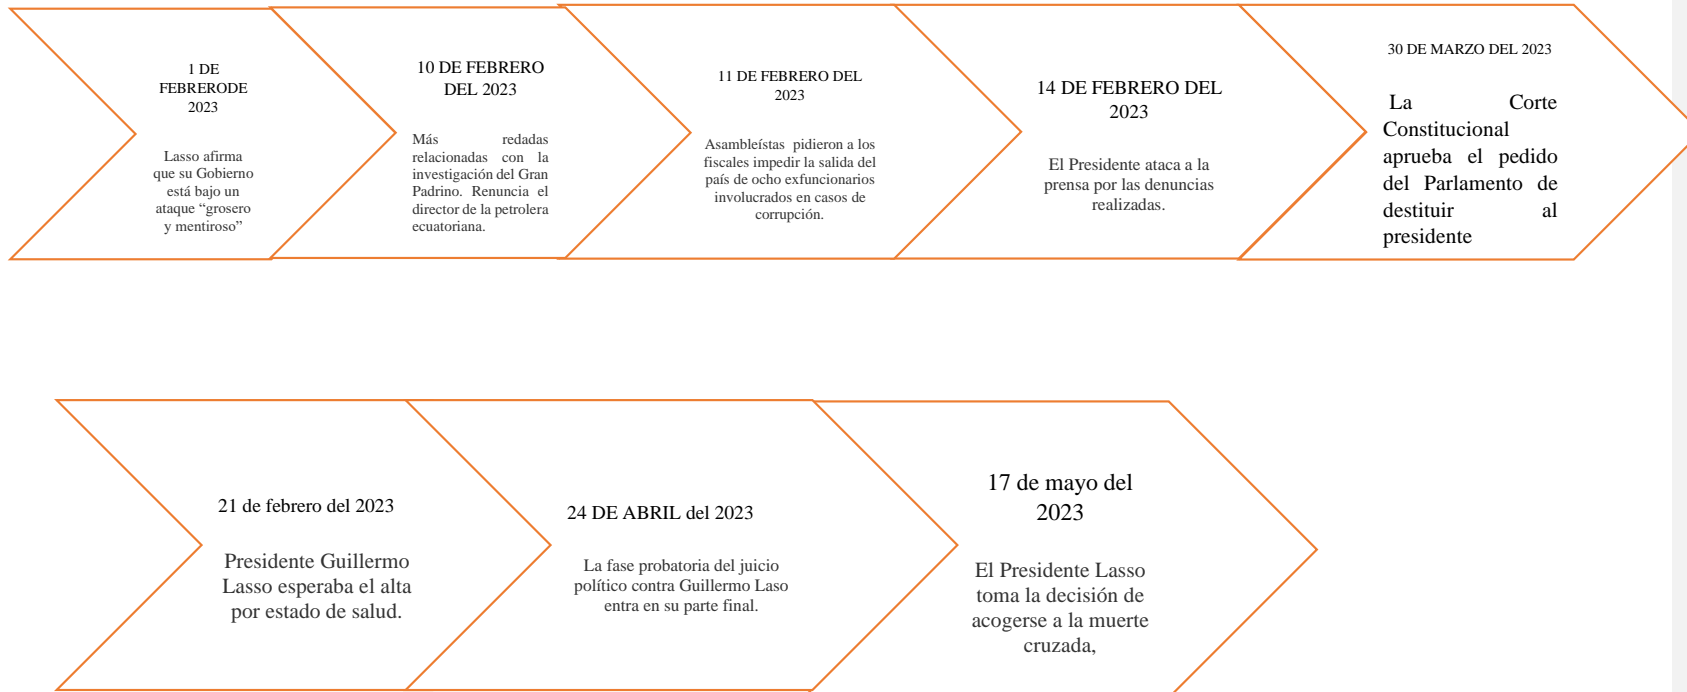 1 DE
FEBRERODE
2023
Lasso afirma
que su Gobierno
está bajo un
ataque “grosero
y mentiroso”
10 DE FEBRERO
DEL 2023
Más redadas
relacionadas con la
investigación del Gran
Padrino. Renuncia el
director de la petrolera
ecuatoriana.
11 DE FEBRERO DEL
2023
Asambleístas pidieron a los
fiscales impedir la salida del
país de ocho exfuncionarios
involucrados en casos de
corrupción.
14 DE FEBRERO DEL
2023
El Presidente ataca a la
prensa por las denuncias
realizadas.
30 DE MARZO DEL 2023
La Corte
Constitucional
aprueba el pedido
del Parlamento de
destituir al
presidente
21 de febrero del 2023
Presidente Guillermo
Lasso esperaba el alta
por estado de salud.
24 DE ABRIL del 2023
La fase probatoria del juicio
político contra Guillermo Laso
entra en su parte final.
17 de mayo del
2023
El Presidente Lasso
toma la decisión de
acogerse a la muerte
cruzada,